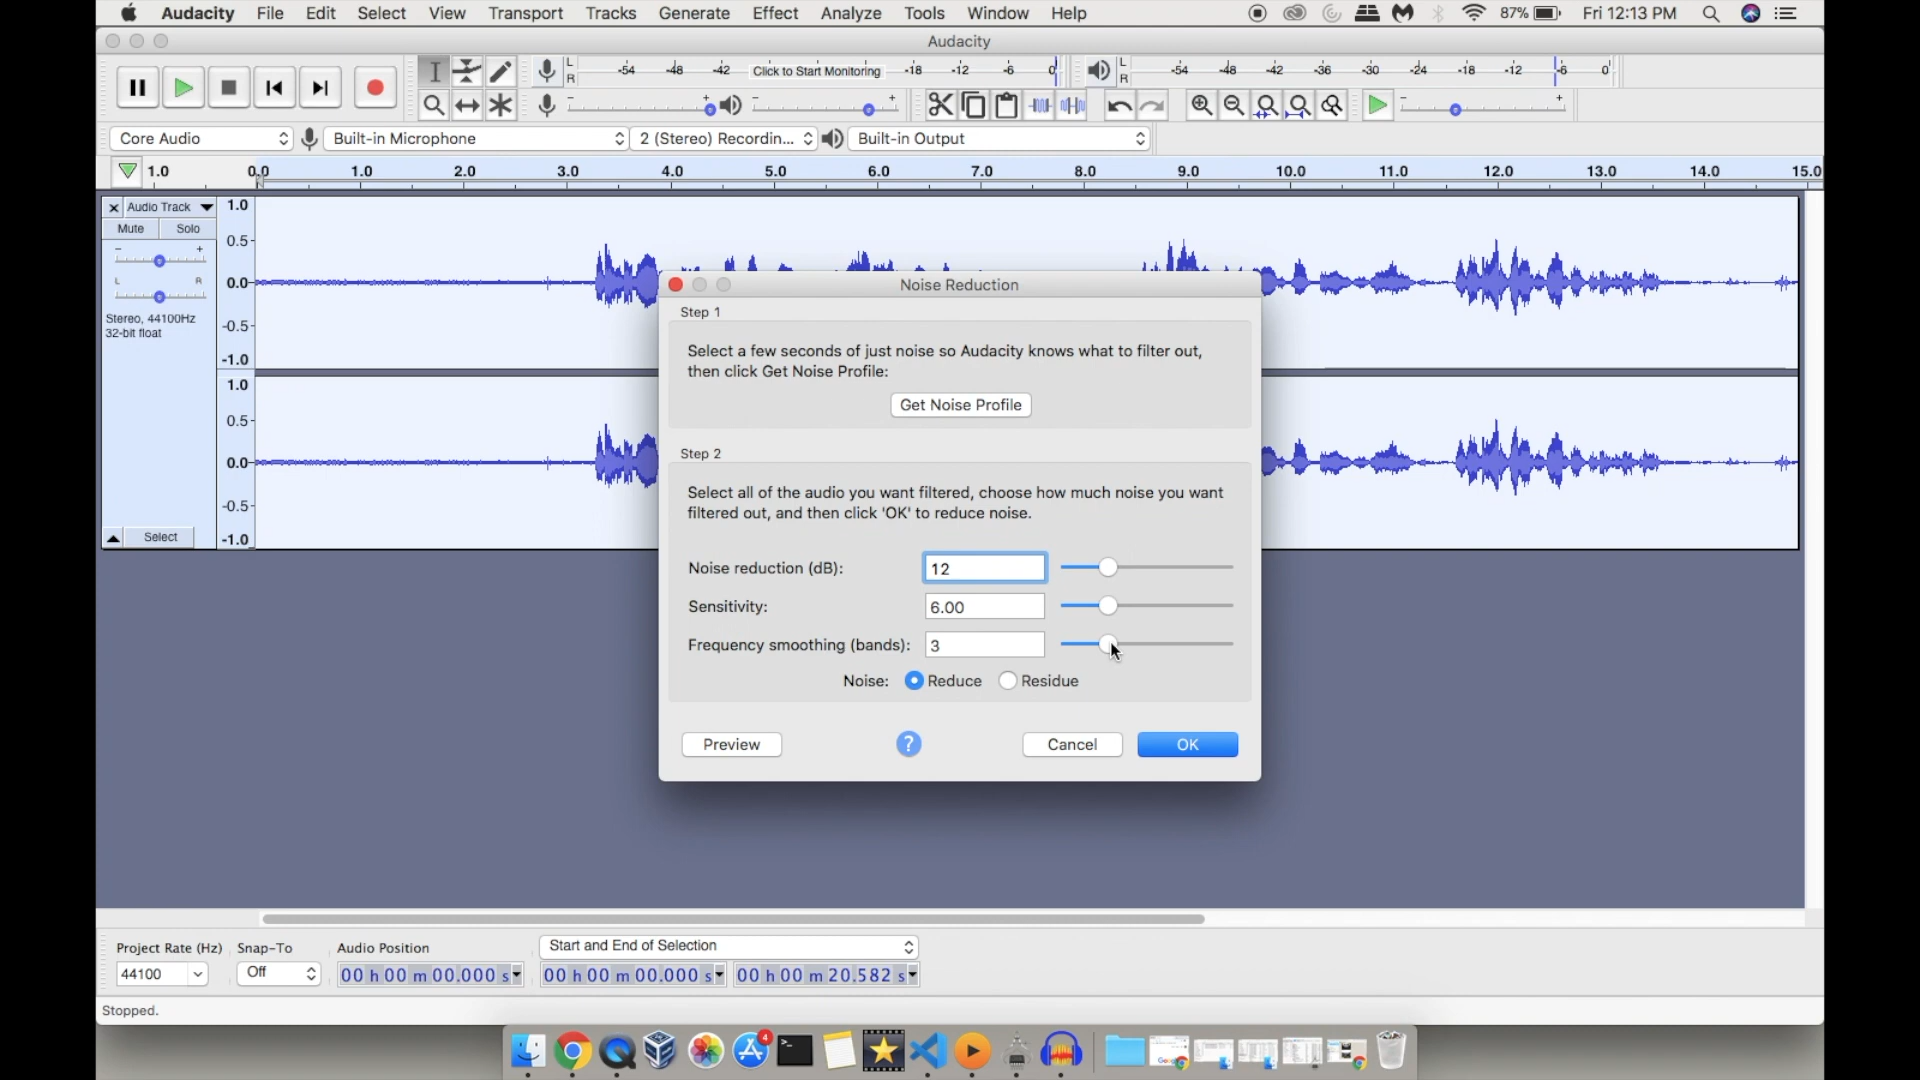 Audacity File Edit Select View Transport Tracks Generate Effect Analyze Tools Window Help 87% Fri 12:13 PM
Audacity
L R -54 -48 -42 Click to Start Monitoring -18 -12 -6 0 L R -54 -48 -42 -36 -30 -24 -18 -12 -6 0
Core Audio Built-in Microphone 2 (Stereo) Recordin... Built-in Output
1.0 0.0 1.0 2.0 3.0 4.0 5.0 6.0 7.0 8.0 9.0 10.0 11.0 12.0 13.0 14.0 15.0
Audio Track
Mute Solo
L R
Stereo, 44100Hz
32-bit float
Select
1.0
0.5
0.0
-0.5
-1.0
1.0
0.5
0.0
-0.5
-1.0
Noise Reduction
Step 1
Select a few seconds of just noise so Audacity knows what to filter out,
then click Get Noise Profile:
Get Noise Profile
Step 2
Select all of the audio you want filtered, choose how much noise you want
filtered out, and then click 'OK' to reduce noise.
Noise reduction (dB): 12
Sensitivity: 6.00
Frequency smoothing (bands): 3
Noise: Reduce Residue
Preview ? Cancel OK
Project Rate (Hz) Snap-To Audio Position Start and End of Selection
44100 Off 00 h 00 m 00.000 s 00 h 00 m 00.000 s 00 h 00 m 20.582 s
Stopped.
4